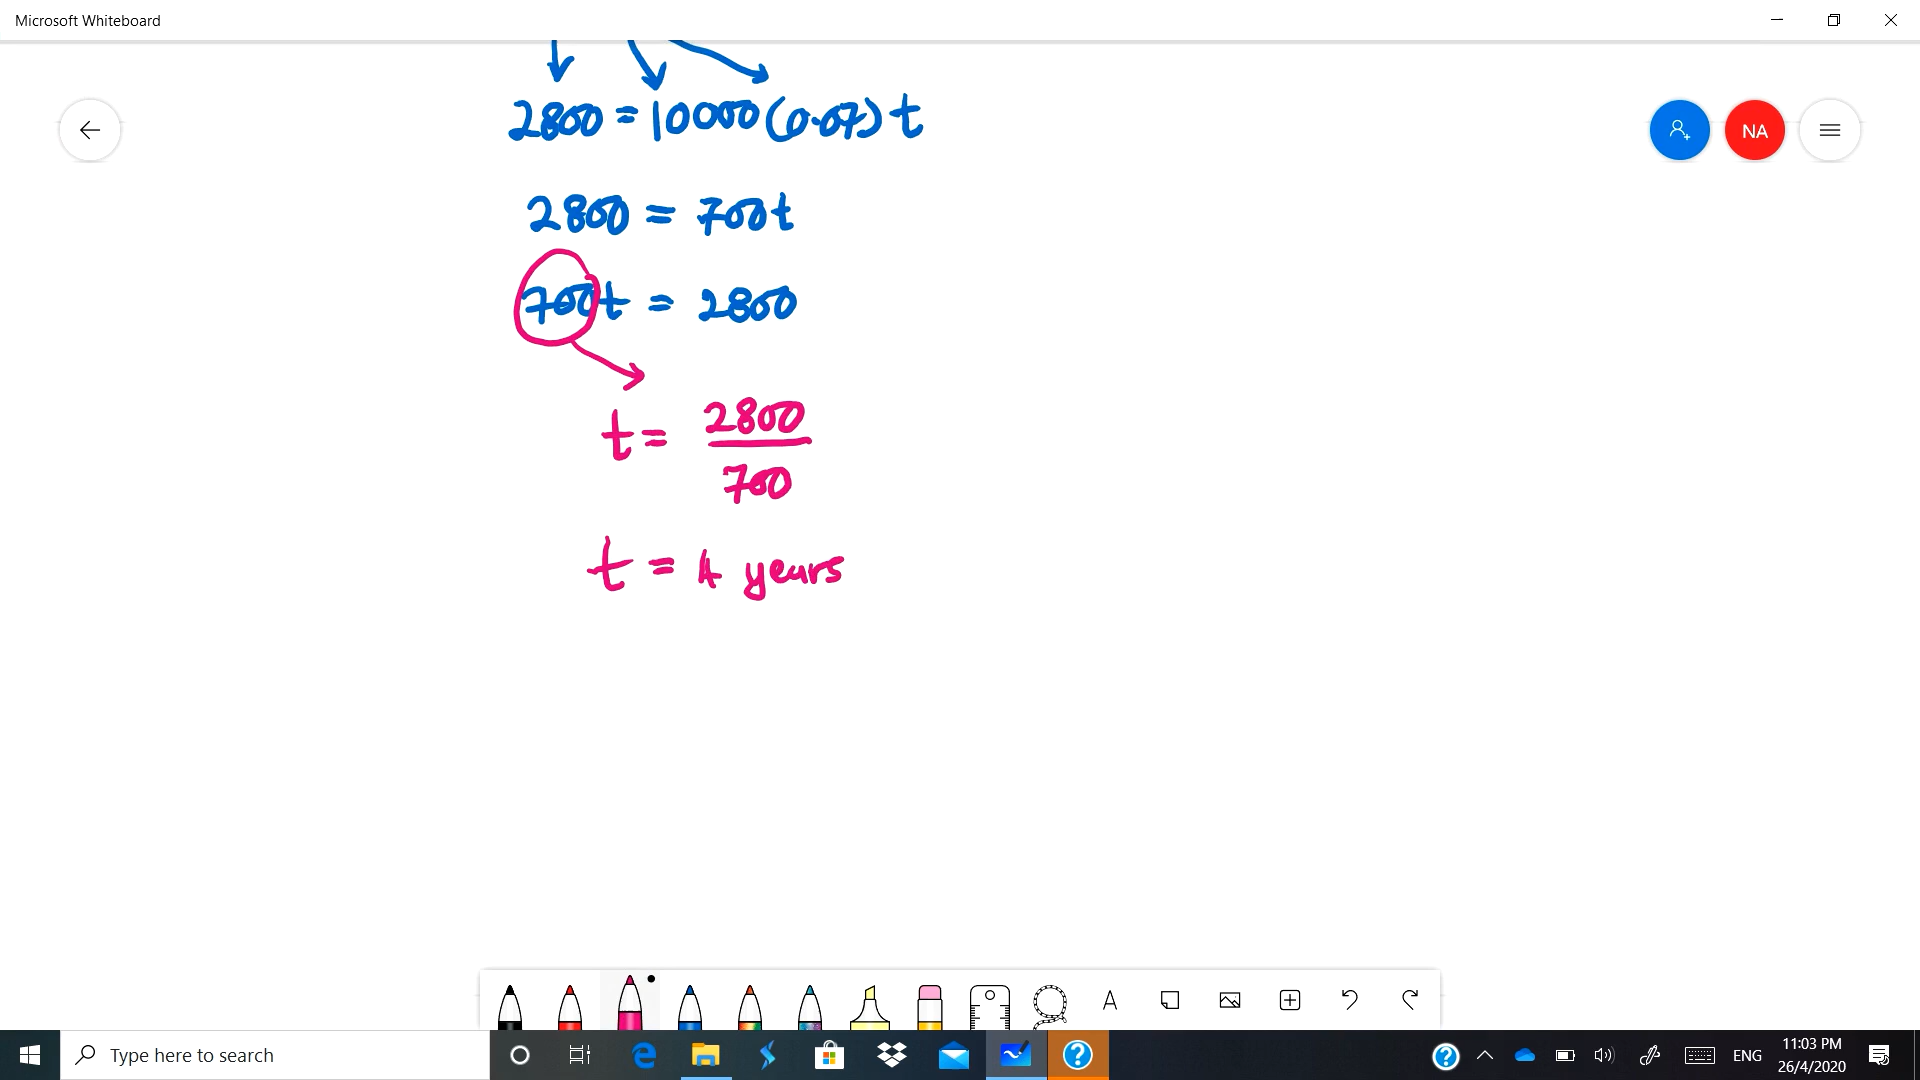 Microsoft Whiteboard
2800 = 10000 (0.07) t
NA
2800 = 700t
700t = 2800
t = 2800
700
t = 4 years
A
Type here to search
ENG
11:03 PM
26/4/2020